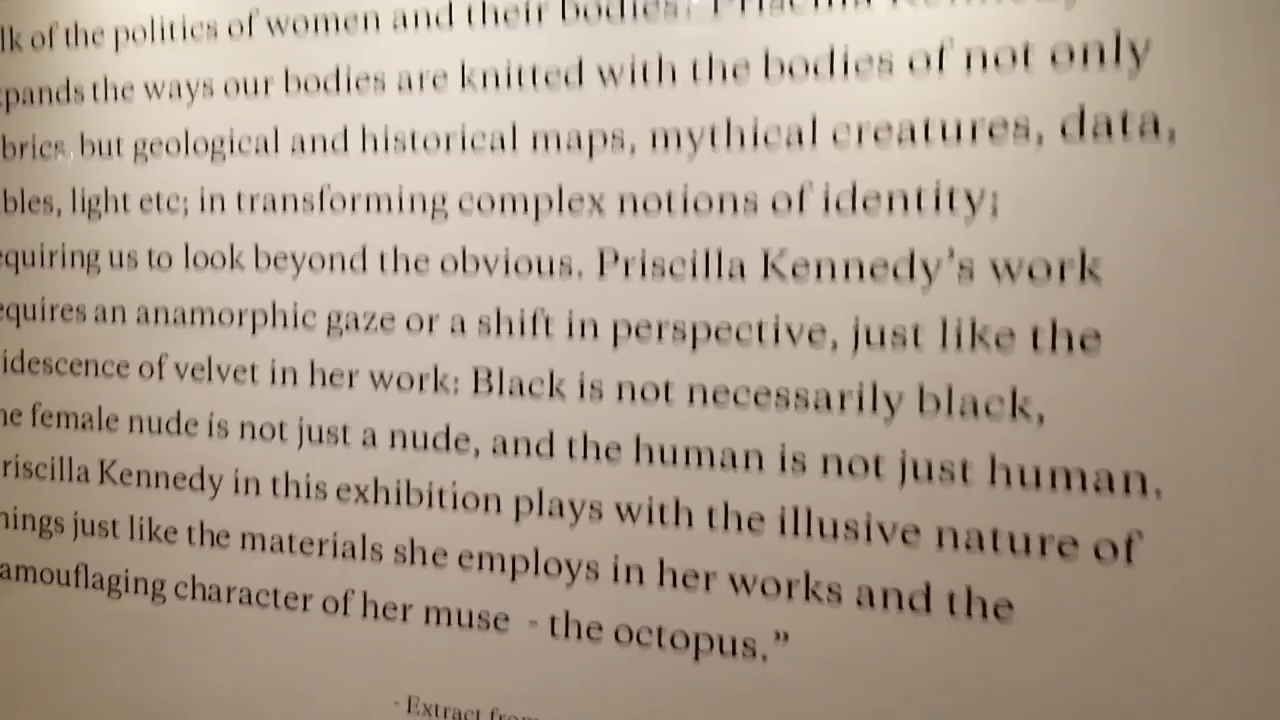 lk of the politics of women and their bodies. Priscilla Kennedy
pands the ways our bodies are knitted with the bodies of not only
brics, but geological and historical maps, mythical creatures, data,
bles, light etc; in transforming complex notions of identity;
equiring us to look beyond the obvious. Priscilla Kennedy's work
equires an anamorphic gaze or a shift in perspective, just like the
idescence of velvet in her work: Black is not necessarily black,
he female nude is not just a nude, and the human is not just human.
riscilla Kennedy in this exhibition plays with the illusive nature of
hings just like the materials she employs in her works and the
amouflaging character of her muse - the octopus.”
- Extract from